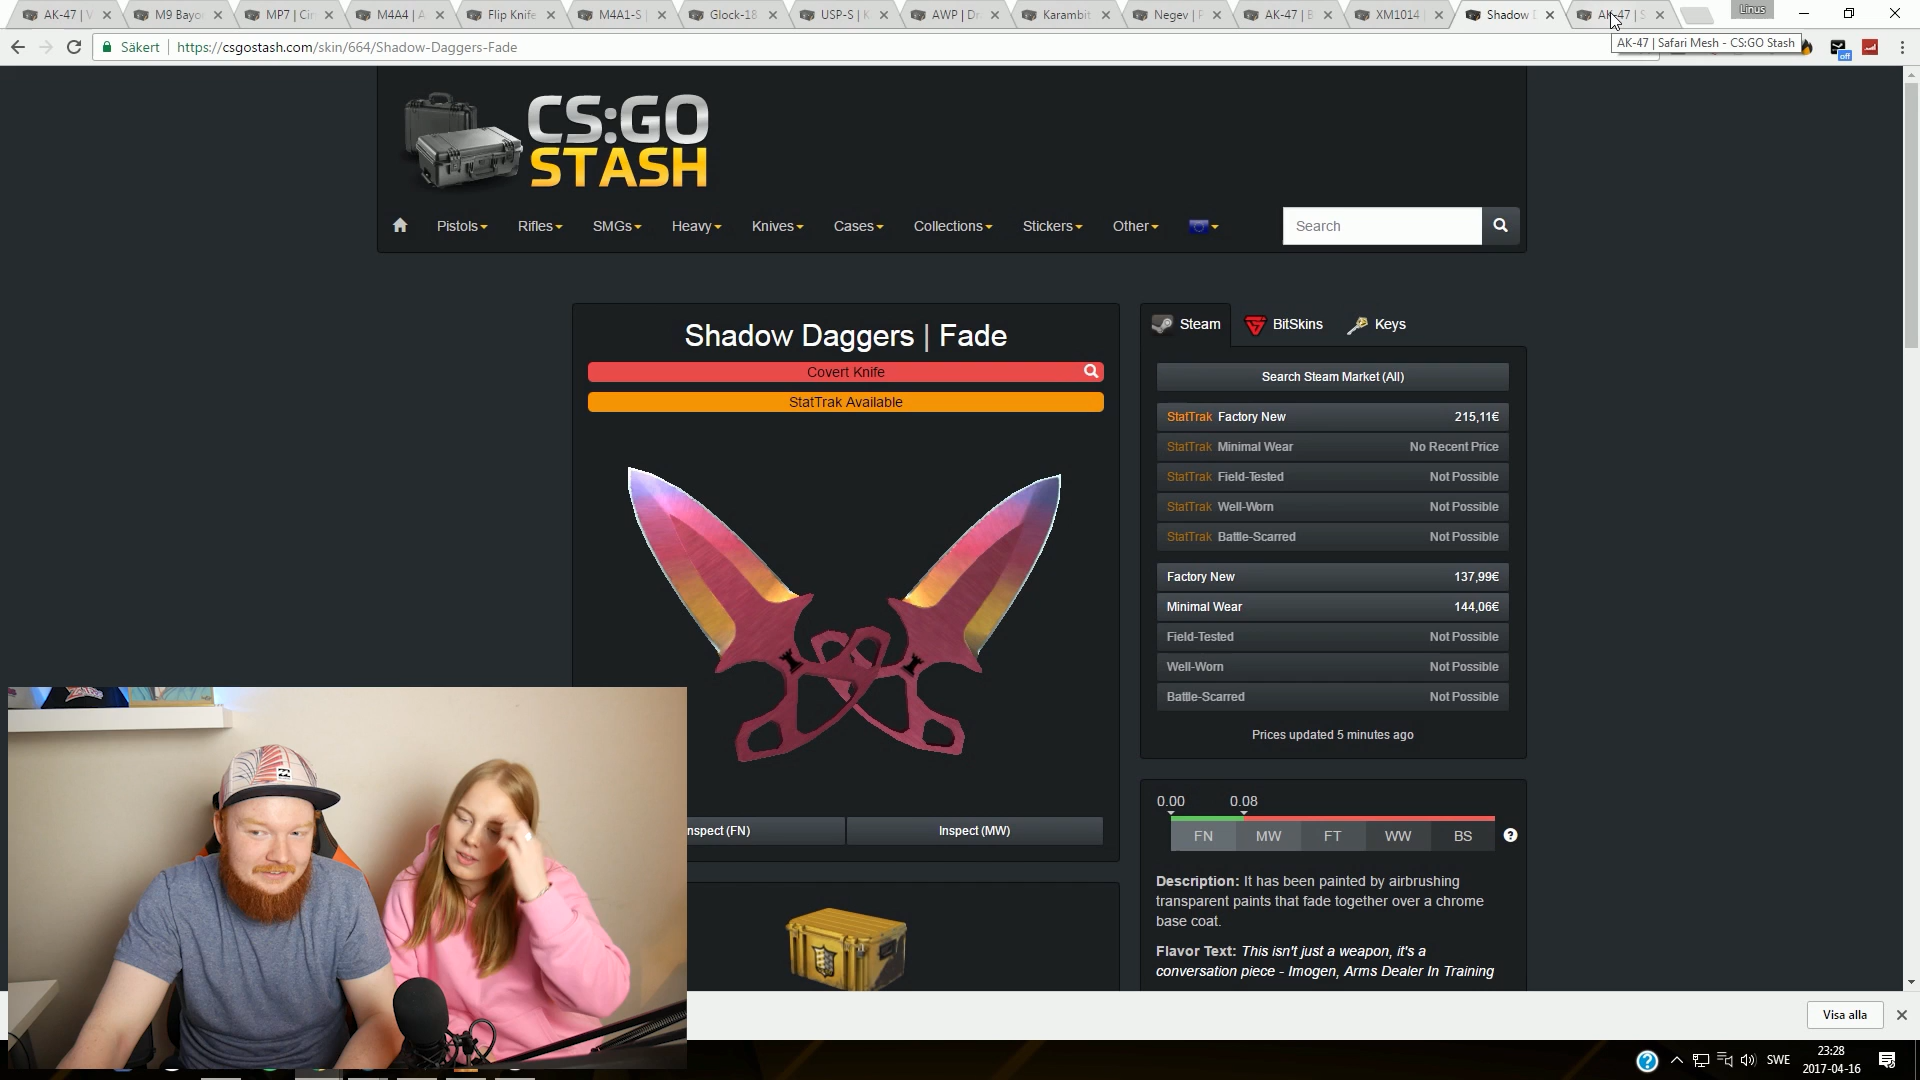 AK-47 | V
M9 Bayo
MP7 | Cir
M4A4 | A
Flip Knife
M4A1-S |
Glock-18
USP-S | K
AWP | Dr
Karambit
Negev | P
AK-47 | B
XM1014 |
Shadow D
AK-47 | S
Linus
Säkert
https://csgostash.com/skin/664/Shadow-Daggers-Fade
AK-47 | Safari Mesh - CS:GO Stash
off
CS:GO
STASH
Pistols
Rifles
SMGs
Heavy
Knives
Cases
Collections
Stickers
Other
Search
Shadow Daggers | Fade
Covert Knife
StatTrak Available
Inspect (FN)
Inspect (MW)
Steam
BitSkins
Keys
Search Steam Market (All)
StatTrak Factory New 215,11€
StatTrak Minimal Wear No Recent Price
StatTrak Field-Tested Not Possible
StatTrak Well-Worn Not Possible
StatTrak Battle-Scarred Not Possible
Factory New 137,99€
Minimal Wear 144,06€
Field-Tested Not Possible
Well-Worn Not Possible
Battle-Scarred Not Possible
Prices updated 5 minutes ago
0.00 0.08
FN MW FT WW BS
Description: It has been painted by airbrushing
transparent paints that fade together over a chrome
base coat.
Flavor Text: This isn't just a weapon, it's a
conversation piece - Imogen, Arms Dealer In Training
Visa alla
SWE
23:28
2017-04-16